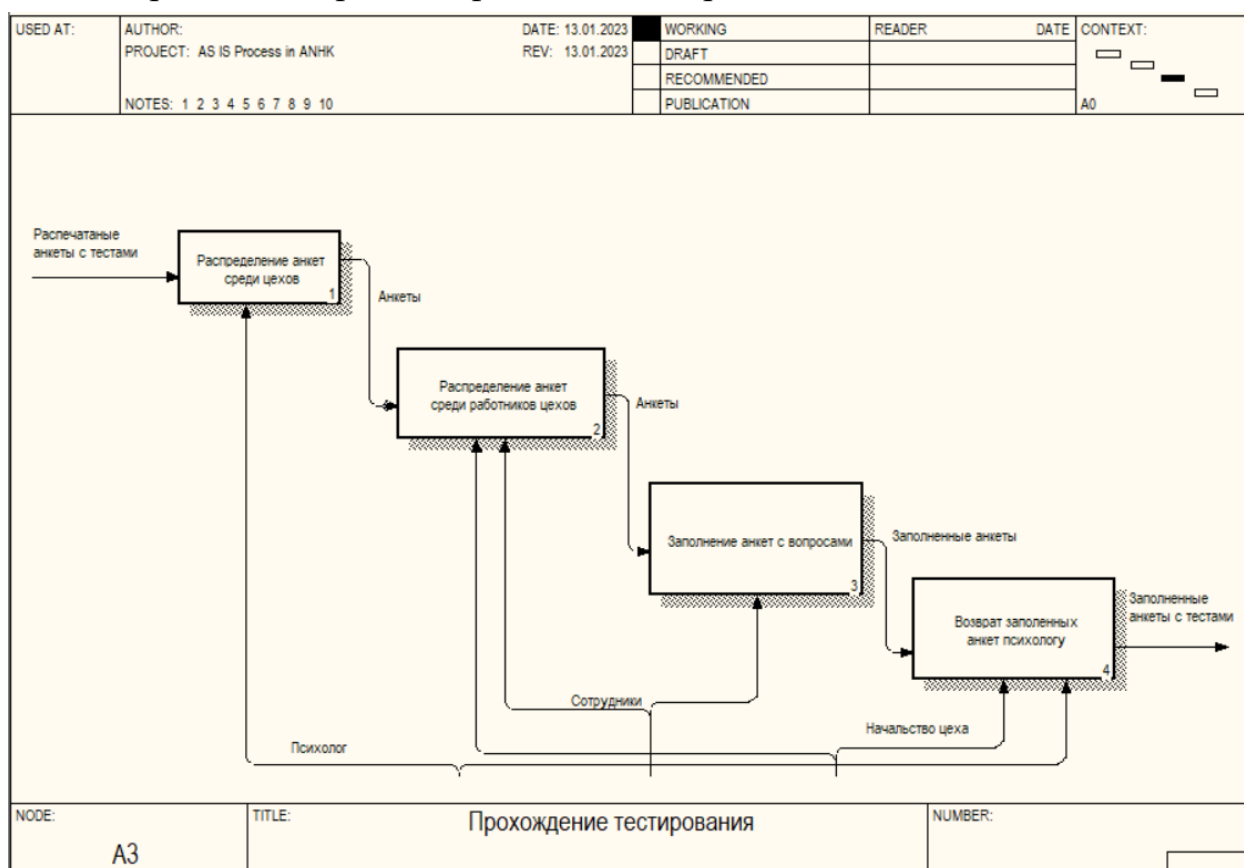 USED AT:
AUTHOR:
DATE: 13.01.2023
PROJECT: AS IS Process in ANHK
REV: 13.01.2023
NOTES: 1 2 3 4 5 6 7 8 9 10
WORKING
DRAFT
RECOMMENDED
PUBLICATION
READER
DATE
CONTEXT:
A0
Распечатаные
анкеты с тестами
Распределение анкет
среди цехов
1
Анкеты
Распределение анкет
среди работников цехов
2
Анкеты
Заполнение анкет с вопросами
3
Заполненные анкеты
Возврат заполенных
анкет психологу
4
Заполненные
анкеты с тестами
Сотрудники
Начальство цеха
Психолог
NODE:
A3
TITLE:
Прохождение тестирования
NUMBER: